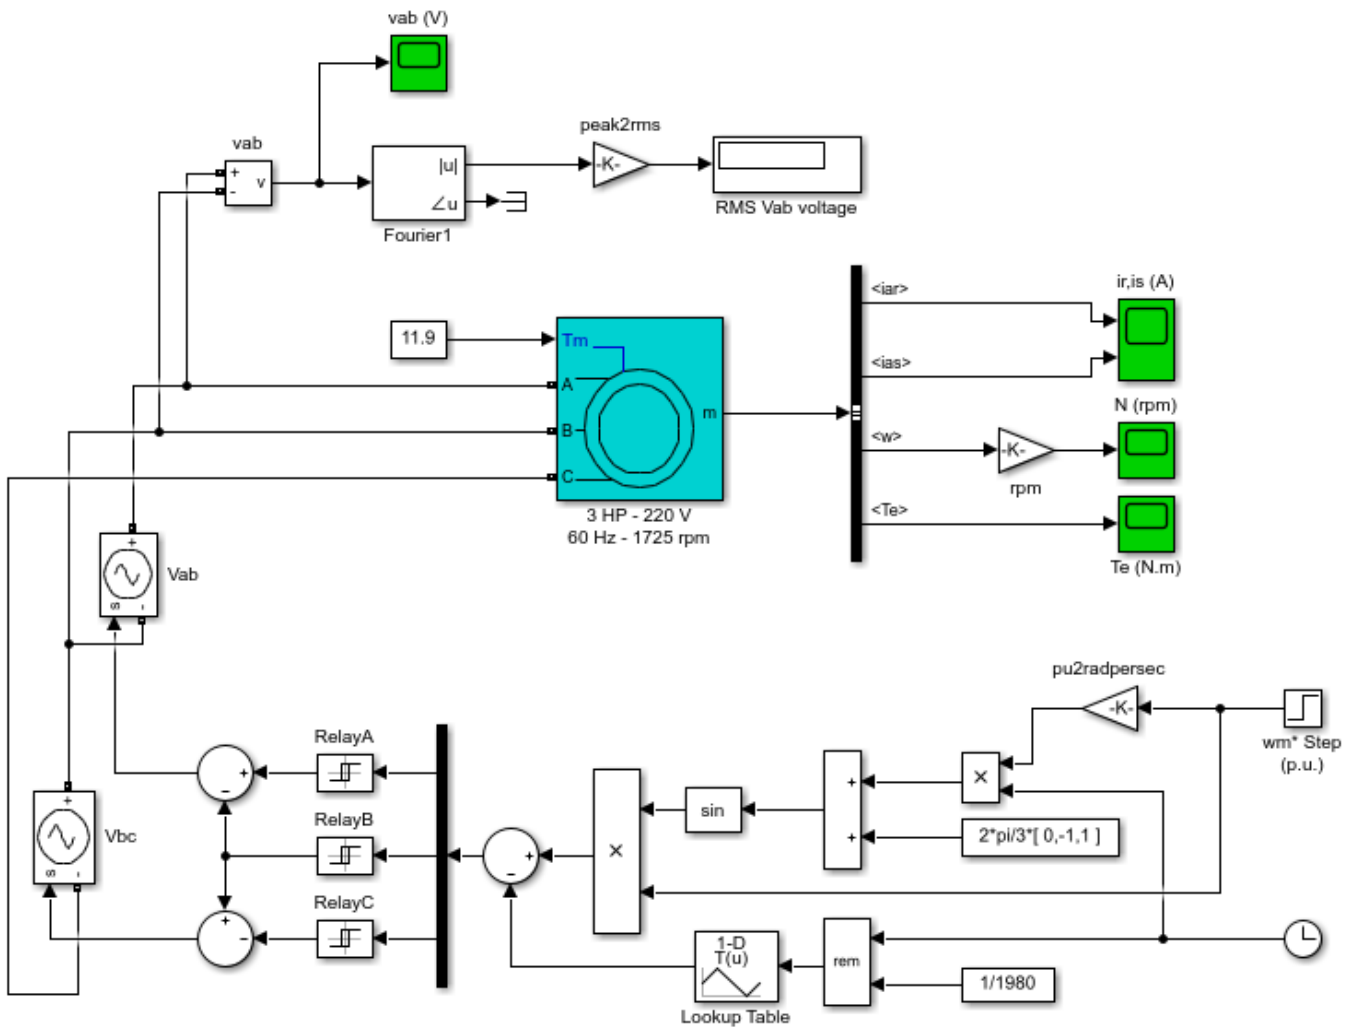 vab (V)
peak2rms
vab
+
-
v
|u|
∠u
-K-
RMS Vab voltage
Fourier1
<iar>
ir,is (A)
11.9
Tm
A
B
C
m
<ias>
N (rpm)
<w>
-K-
rpm
<Te>
Te (N.m)
3 HP - 220 V
60 Hz - 1725 rpm
+
Vab
s
-
pu2radpersec
-K-
wm* Step
(p.u.)
RelayA
+
-
×
+
+
sin
2*pi/3*[ 0,-1,1 ]
RelayB
+
Vbc
s
-
×
+
-
RelayC
+
-
1-D
T(u)
rem
1/1980
Lookup Table